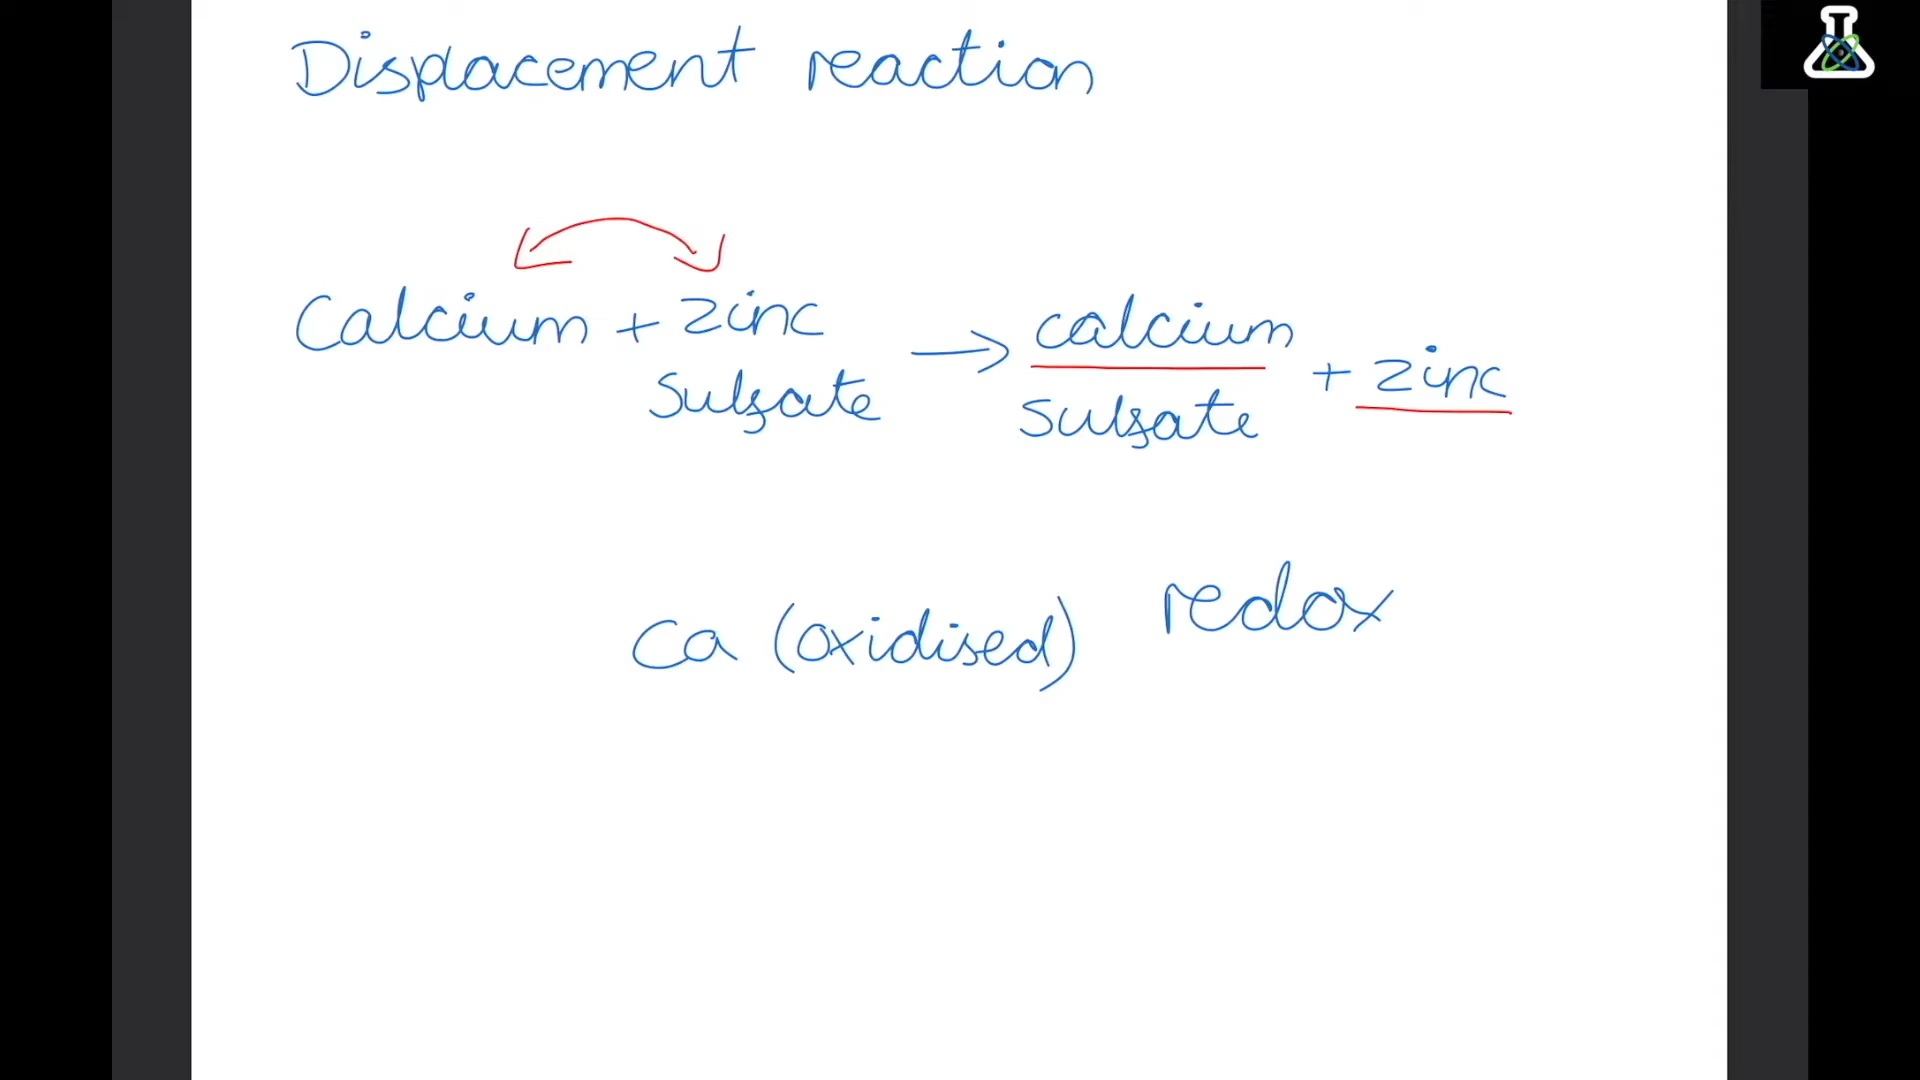 Displacement reaction
Calcium + zinc sulfate → calcium sulfate + zinc
Ca (oxidised) redox